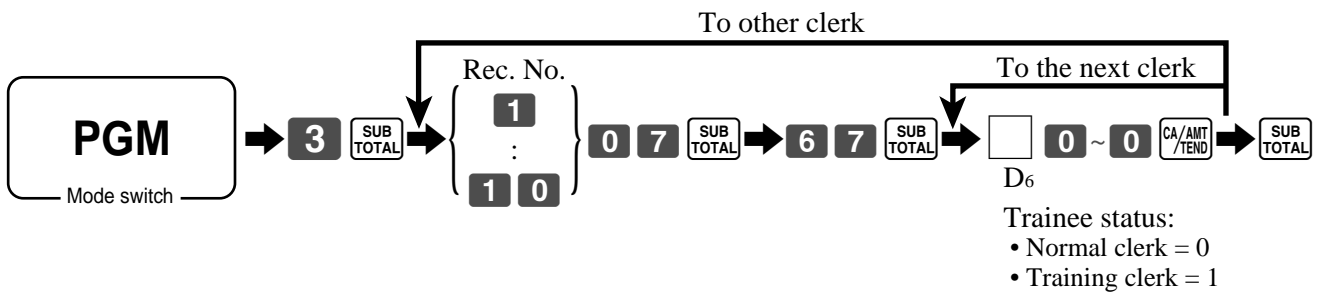 To other clerk
Rec. No.
To the next clerk
1
:
1 0
PGM
Mode switch
3 SUB TOTAL
0 7 SUB TOTAL
6 7 SUB TOTAL
0 ~ 0 CA/AMT /TEND
SUB TOTAL
D6
Trainee status:
• Normal clerk = 0
• Training clerk = 1